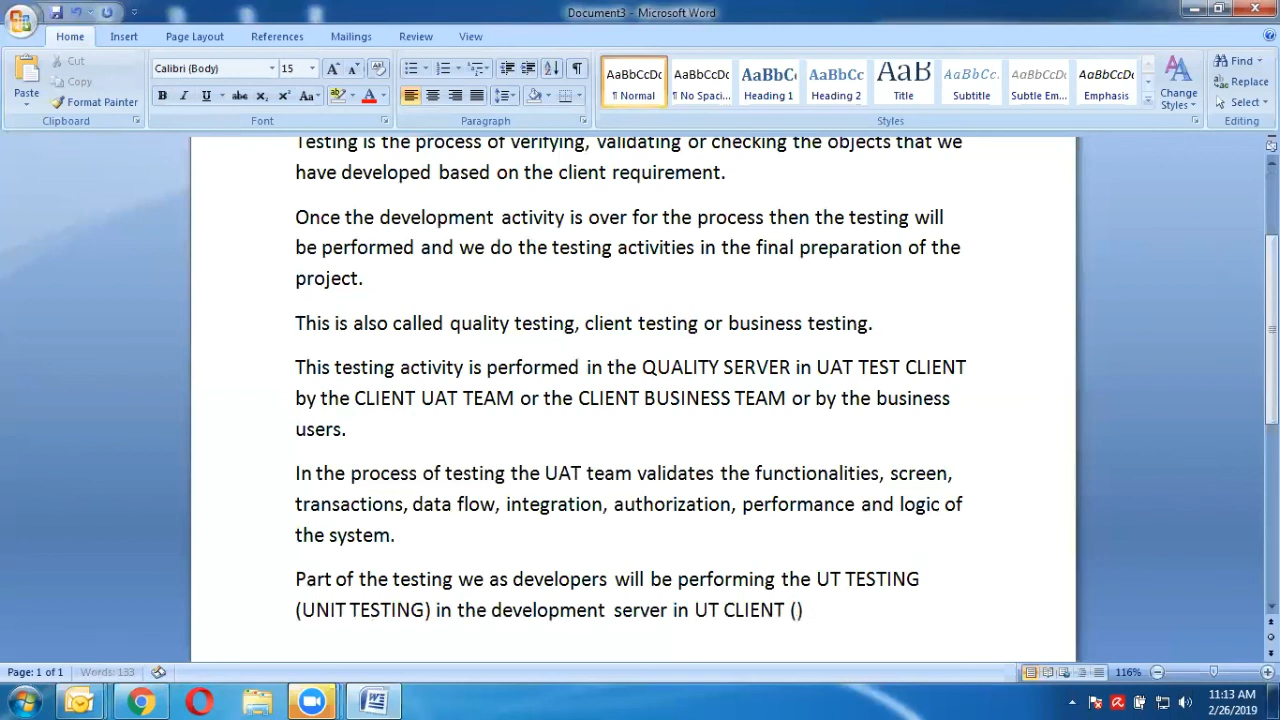 Document3 - Microsoft Word
Home Insert Page Layout References Mailings Review View
Paste Cut Copy Format Painter Clipboard
Calibri (Body) 15
B I U abc X₂ X² Aa A
Font
Paragraph
AaBbCcDc AaBbCcDc AaBbC AaBbCc AaB AaBbCc. AaBbCcDc AaBbCcDc
¶ Normal ¶ No Spaci... Heading 1 Heading 2 Title Subtitle Subtle Em... Emphasis
Change Styles
Styles
Find Replace Select
Editing
Testing is the process of verifying, validating or checking the objects that we
have developed based on the client requirement.
Once the development activity is over for the process then the testing will
be performed and we do the testing activities in the final preparation of the
project.
This is also called quality testing, client testing or business testing.
This testing activity is performed in the QUALITY SERVER in UAT TEST CLIENT
by the CLIENT UAT TEAM or the CLIENT BUSINESS TEAM or by the business
users.
In the process of testing the UAT team validates the functionalities, screen,
transactions, data flow, integration, authorization, performance and logic of
the system.
Part of the testing we as developers will be performing the UT TESTING
(UNIT TESTING) in the development server in UT CLIENT ()
Page: 1 of 1 Words: 133 116%
11:13 AM
2/26/2019